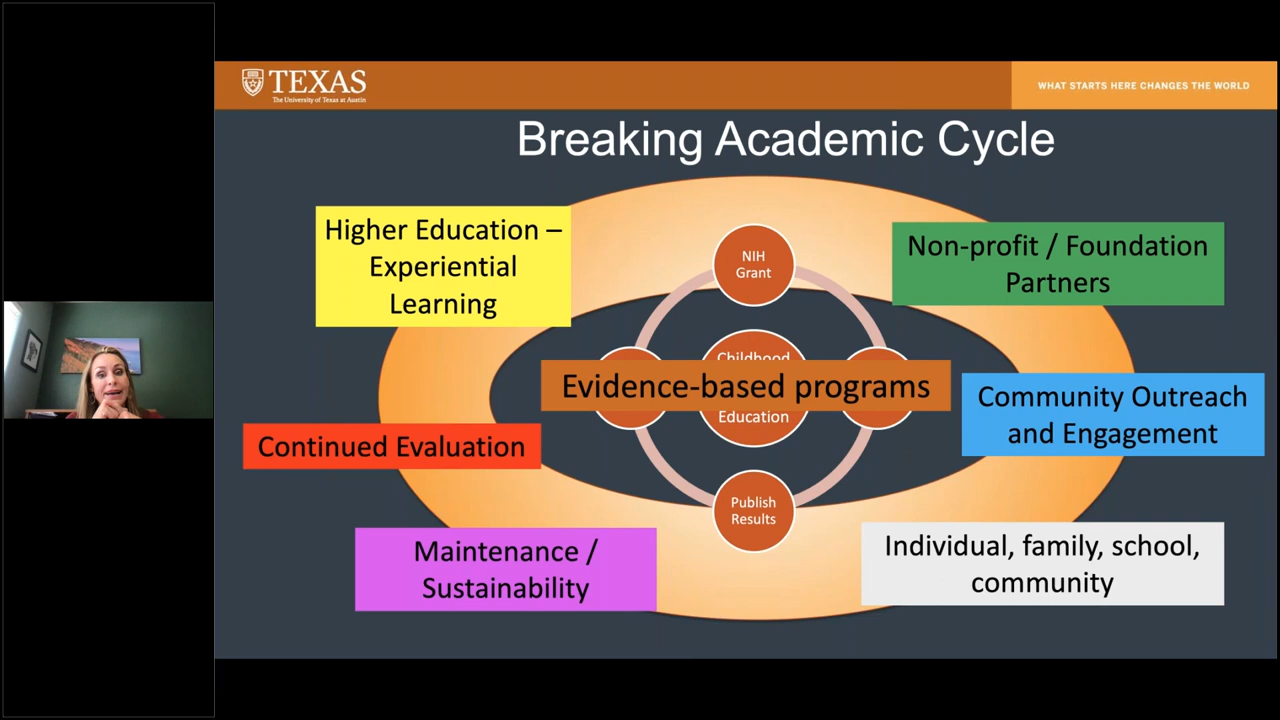 TEXAS
The University of Texas at Austin
WHAT STARTS HERE CHANGES THE WORLD
Breaking Academic Cycle
Higher Education –
Experiential
Learning
NIH
Grant
Non-profit / Foundation
Partners
Childhood
Evidence-based programs
Education
Community Outreach
and Engagement
Continued Evaluation
Publish
Results
Maintenance /
Sustainability
Individual, family, school,
community